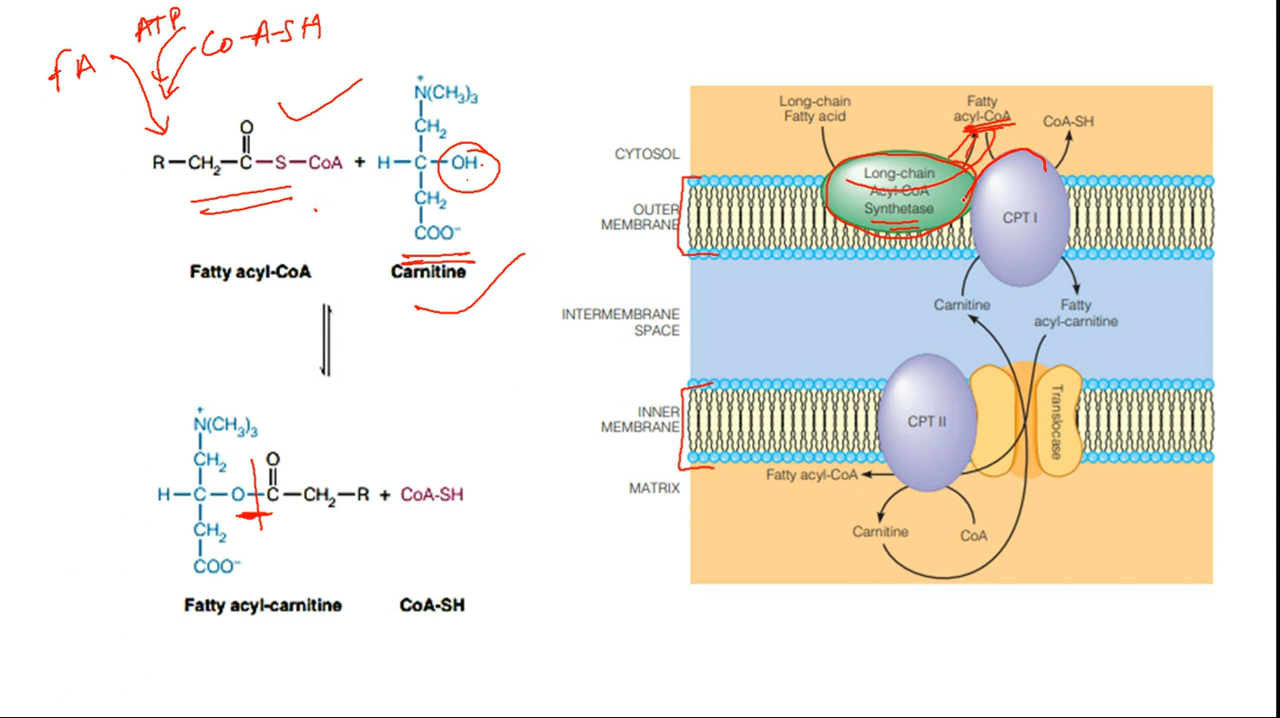 ATP
FA
Co-A-SH
O
R–CH2–C–S–CoA +
+
N(CH3)3
CH2
H–C–OH
CH2
COO⁻
Fatty acyl-CoA
Carnitine
+
N(CH3)3
CH2
O
H–C–O–C–CH2–R + CoA-SH
CH2
COO⁻
Fatty acyl-carnitine
CoA-SH
Long-chain
Fatty acid
Fatty
acyl-CoA
CoA-SH
CYTOSOL
Long-chain
Acyl-CoA
Synthetase
OUTER
MEMBRANE
CPT I
Carnitine
Fatty
acyl-carnitine
INTERMEMBRANE
SPACE
INNER
MEMBRANE
CPT II
Translocase
Fatty acyl-CoA
MATRIX
Carnitine
CoA